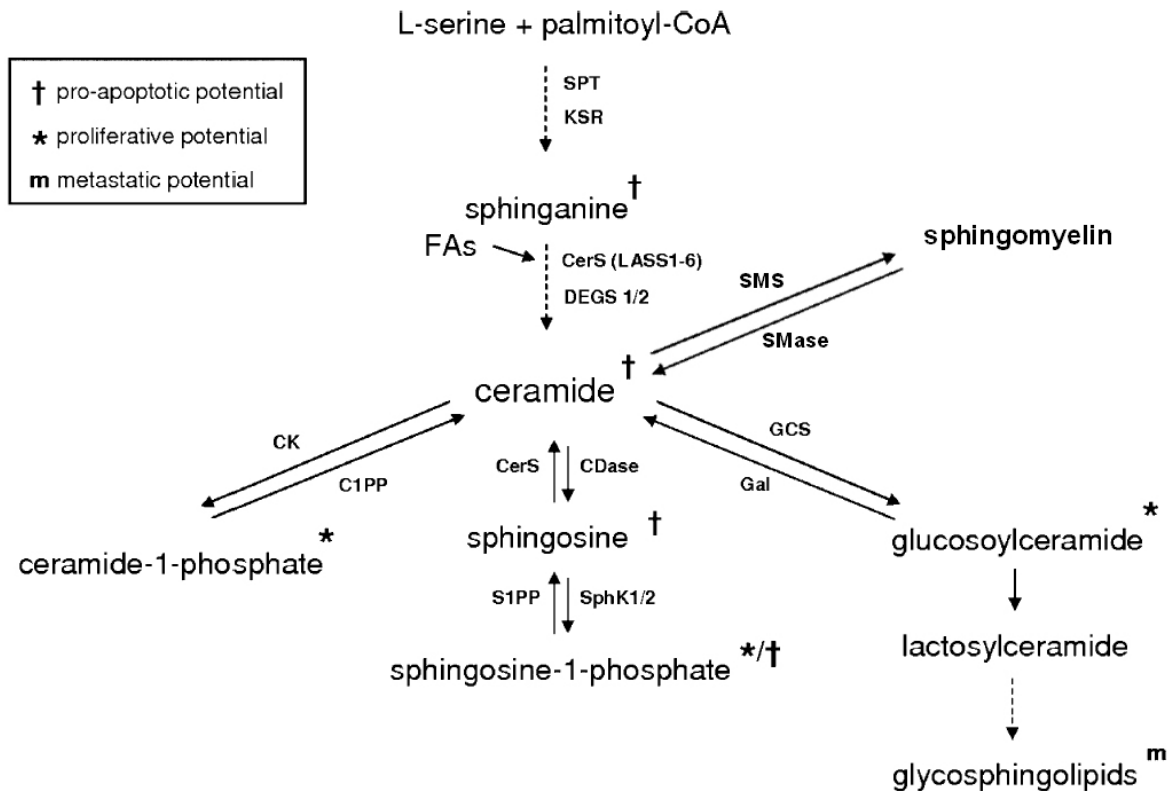 L-serine + palmitoyl-CoA
† pro-apoptotic potential
* proliferative potential
m metastatic potential
SPT
KSR
sphinganine †
FAs
CerS (LASS1-6)
DEGS 1/2
sphingomyelin
SMS
SMase
ceramide †
CK
C1PP
CerS
CDase
GCS
Gal
ceramide-1-phosphate *
sphingosine †
glucosoylceramide *
S1PP
SphK1/2
sphingosine-1-phosphate */†
lactosylceramide
glycosphingolipids m